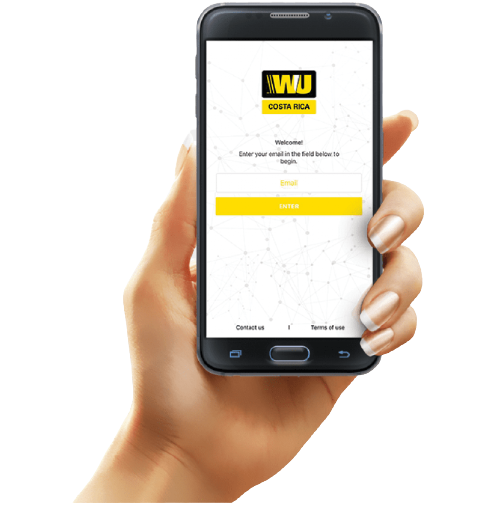 WU
COSTA RICA
Welcome!
Enter your email in the field below to
begin.
Email
ENTER
Contact us | Terms of use